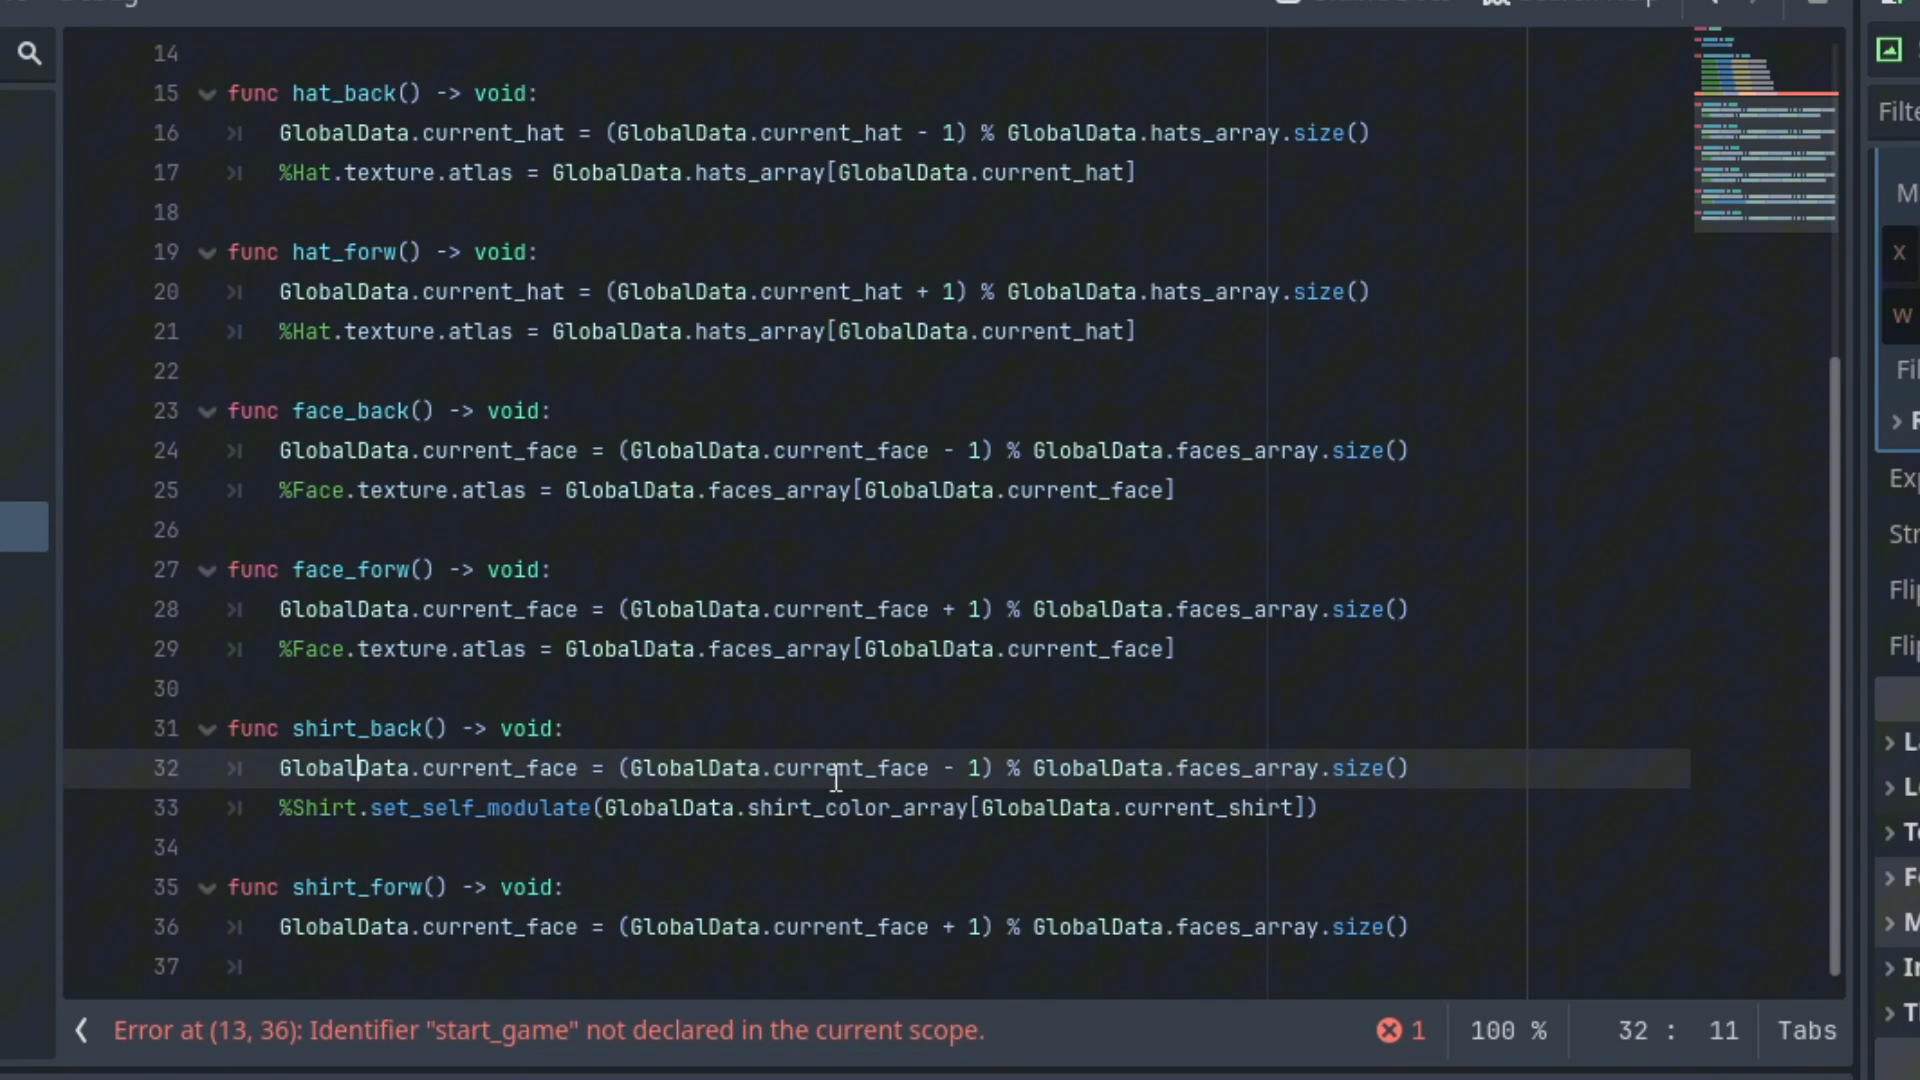 14
15 func hat_back() -> void:
16 GlobalData.current_hat = (GlobalData.current_hat - 1) % GlobalData.hats_array.size()
17 %Hat.texture.atlas = GlobalData.hats_array[GlobalData.current_hat]
18
19 func hat_forw() -> void:
20 GlobalData.current_hat = (GlobalData.current_hat + 1) % GlobalData.hats_array.size()
21 %Hat.texture.atlas = GlobalData.hats_array[GlobalData.current_hat]
22
23 func face_back() -> void:
24 GlobalData.current_face = (GlobalData.current_face - 1) % GlobalData.faces_array.size()
25 %Face.texture.atlas = GlobalData.faces_array[GlobalData.current_face]
26
27 func face_forw() -> void:
28 GlobalData.current_face = (GlobalData.current_face + 1) % GlobalData.faces_array.size()
29 %Face.texture.atlas = GlobalData.faces_array[GlobalData.current_face]
30
31 func shirt_back() -> void:
32 GlobalData.current_face = (GlobalData.current_face - 1) % GlobalData.faces_array.size()
33 %Shirt.set_self_modulate(GlobalData.shirt_color_array[GlobalData.current_shirt])
34
35 func shirt_forw() -> void:
36 GlobalData.current_face = (GlobalData.current_face + 1) % GlobalData.faces_array.size()
37
Error at (13, 36): Identifier "start_game" not declared in the current scope. 1 100 % 32 : 11 Tabs
x
w